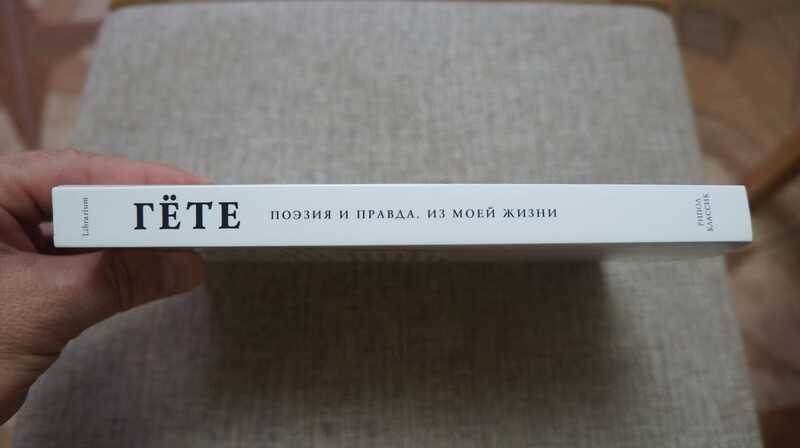 Librarium
ГЁТЕ
ПОЭЗИЯ И ПРАВДА. ИЗ МОЕЙ ЖИЗНИ
РИПОЛ
КЛАССИК